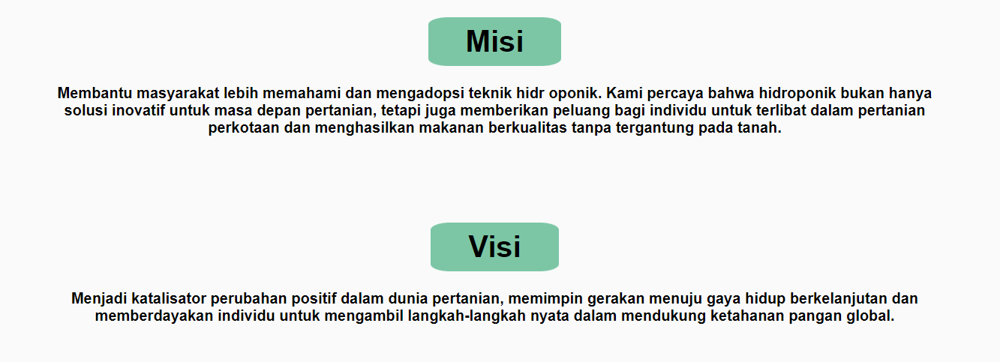 Misi
Membantu masyarakat lebih memahami dan mengadopsi teknik hidr oponik. Kami percaya bahwa hidroponik bukan hanya
solusi inovatif untuk masa depan pertanian, tetapi juga memberikan peluang bagi individu untuk terlibat dalam pertanian
perkotaan dan menghasilkan makanan berkualitas tanpa tergantung pada tanah.
Visi
Menjadi katalisator perubahan positif dalam dunia pertanian, memimpin gerakan menuju gaya hidup berkelanjutan dan
memberdayakan individu untuk mengambil langkah-langkah nyata dalam mendukung ketahanan pangan global.